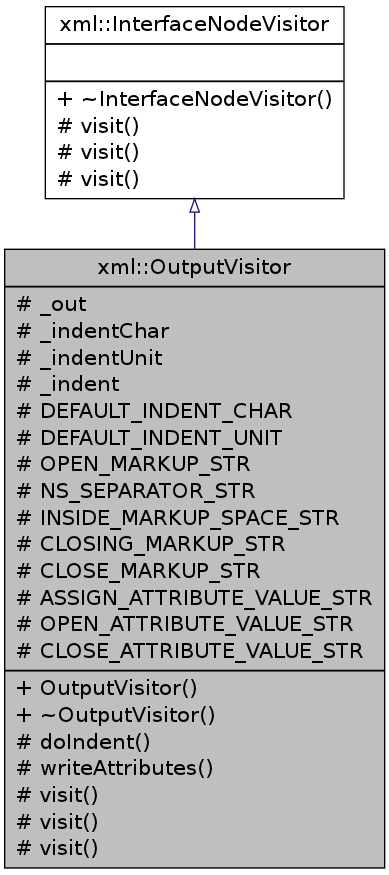 xml::InterfaceNodeVisitor
+ ~InterfaceNodeVisitor()
# visit()
# visit()
# visit()
xml::OutputVisitor
# _out
# _indentChar
# _indentUnit
# _indent
# DEFAULT_INDENT_CHAR
# DEFAULT_INDENT_UNIT
# OPEN_MARKUP_STR
# NS_SEPARATOR_STR
# INSIDE_MARKUP_SPACE_STR
# CLOSING_MARKUP_STR
# CLOSE_MARKUP_STR
# ASSIGN_ATTRIBUTE_VALUE_STR
# OPEN_ATTRIBUTE_VALUE_STR
# CLOSE_ATTRIBUTE_VALUE_STR
+ OutputVisitor()
+ ~OutputVisitor()
# doIndent()
# writeAttributes()
# visit()
# visit()
# visit()